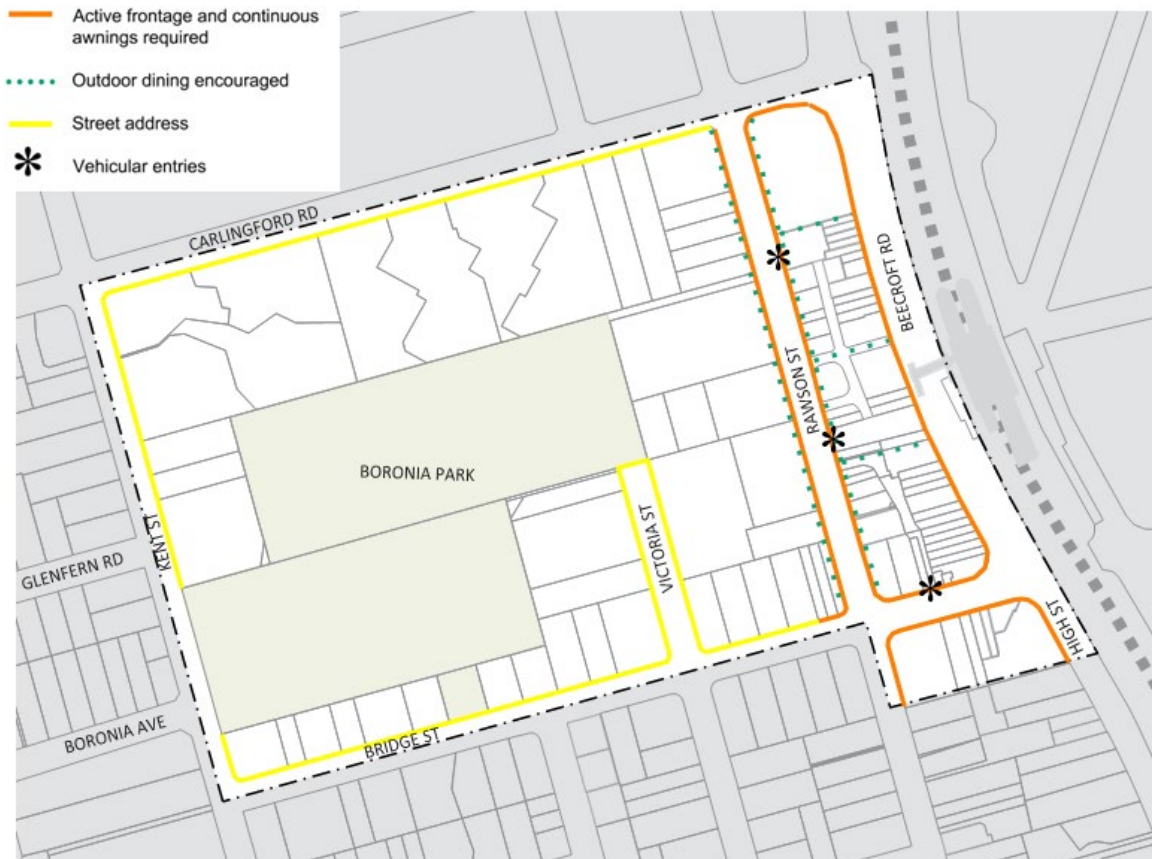 Active frontage and continuous
awnings required
Outdoor dining encouraged
Street address
Vehicular entries
CARLINGFORD RD
BEECROFT RD
RAWSON ST
BORONIA PARK
VICTORIA ST
KENT ST
GLENFERN RD
HIGH ST
BORONIA AVE
BRIDGE ST